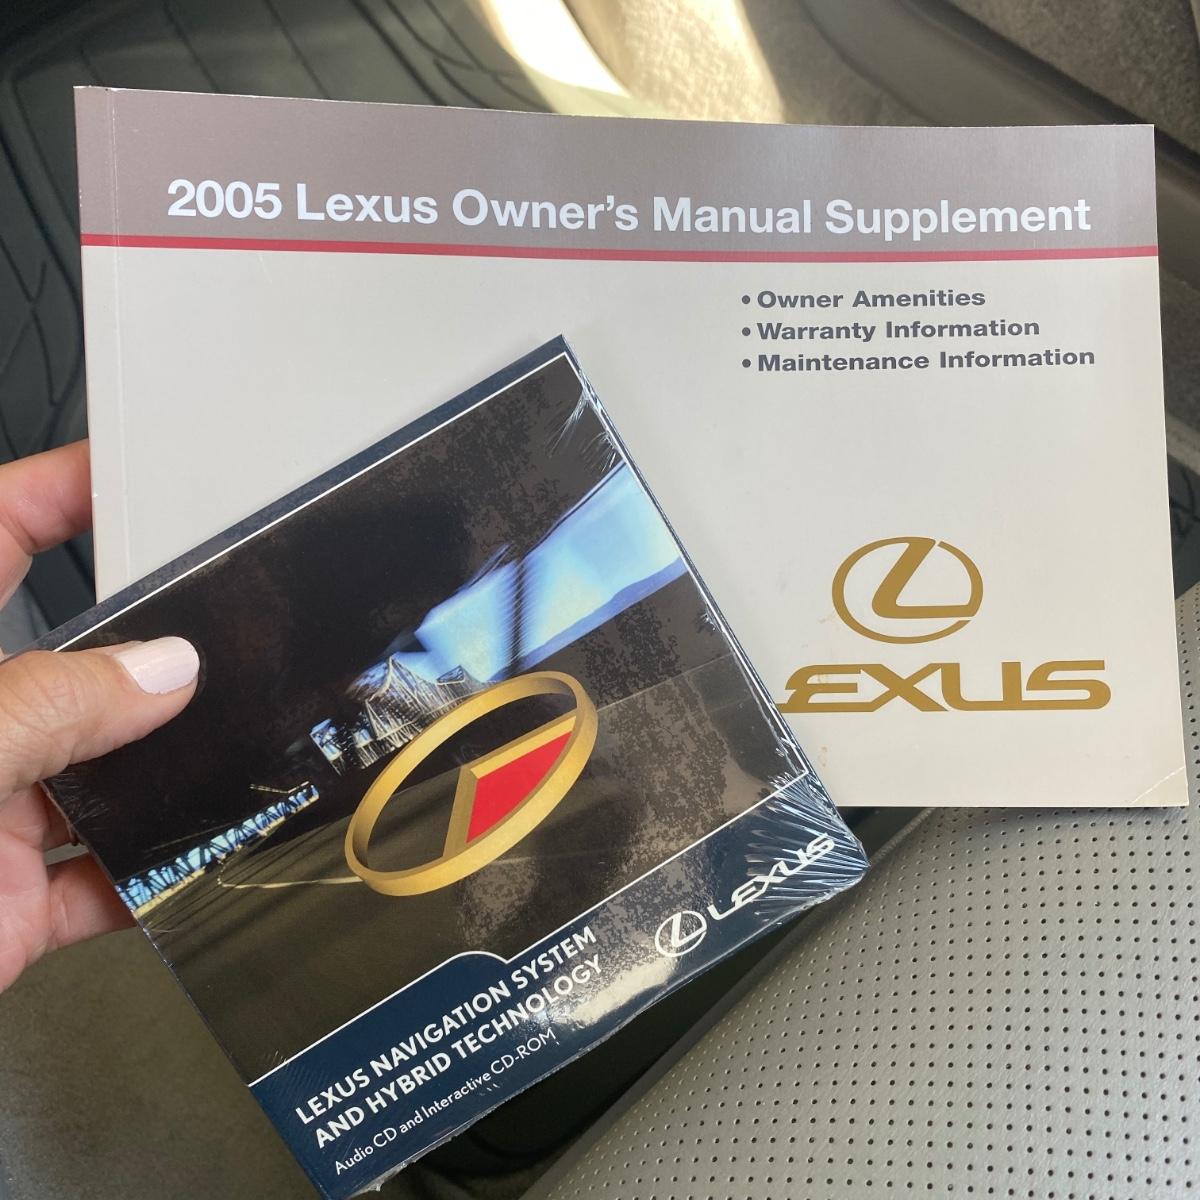 2005 Lexus Owner's Manual Supplement
• Owner Amenities
• Warranty Information
• Maintenance Information
LEXUS
LEXUS
LEXUS NAVIGATION SYSTEM
AND HYBRID TECHNOLOGY
Audio CD and Interactive CD-ROM